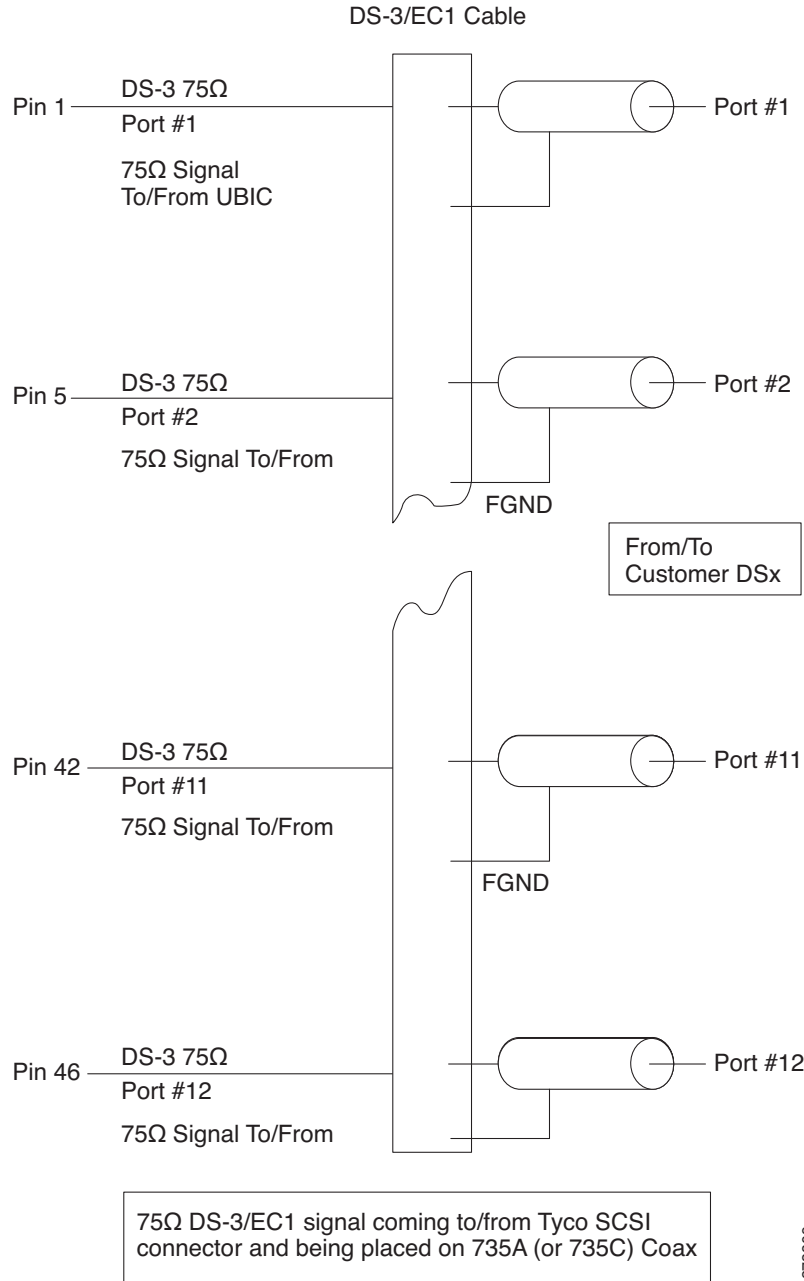 DS-3/EC1 Cable
Pin 1
DS-3 75Ω
Port #1
75Ω Signal
To/From UBIC
Port #1
Pin 5
DS-3 75Ω
Port #2
75Ω Signal To/From
Port #2
FGND
From/To
Customer DSx
Pin 42
DS-3 75Ω
Port #11
75Ω Signal To/From
Port #11
FGND
Pin 46
DS-3 75Ω
Port #12
75Ω Signal To/From
Port #12
75Ω DS-3/EC1 signal coming to/from Tyco SCSI
connector and being placed on 735A (or 735C) Coax